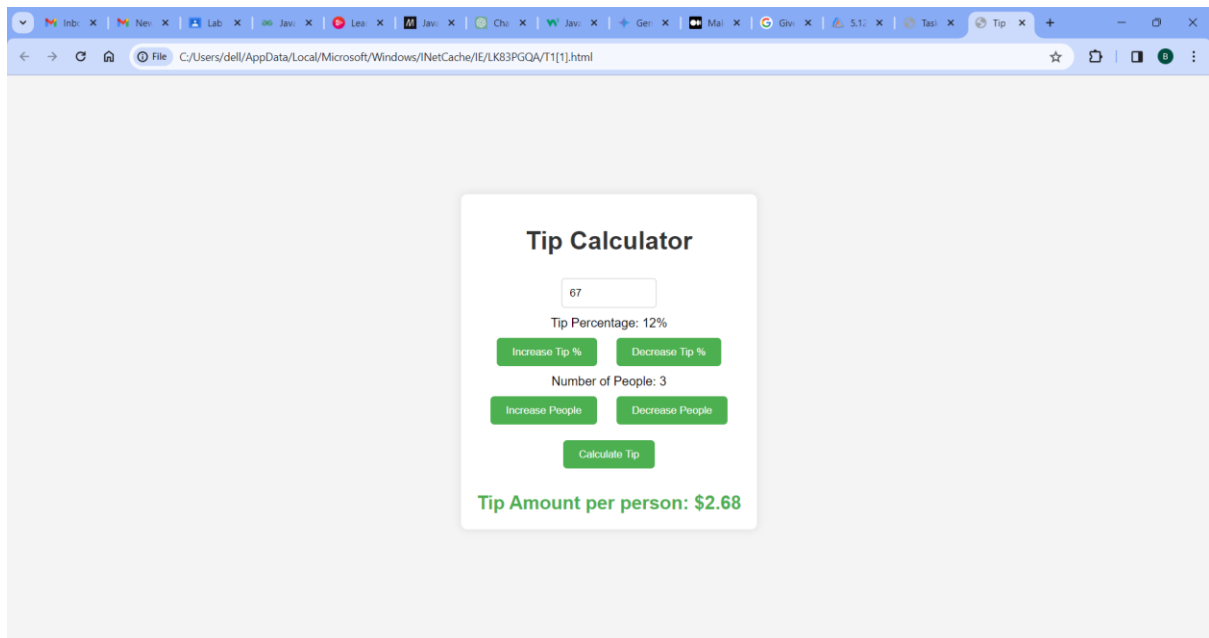 Inbc Nev Lab Java Lea Java Cha Java Gen Mai Give 5.12 Tasl Tip
File C:/Users/dell/AppData/Local/Microsoft/Windows/INetCache/IE/LK83PGQA/T1[1].html B
Tip Calculator
67
Tip Percentage: 12%
Increase Tip % Decrease Tip %
Number of People: 3
Increase People Decrease People
Calculate Tip
Tip Amount per person: $2.68